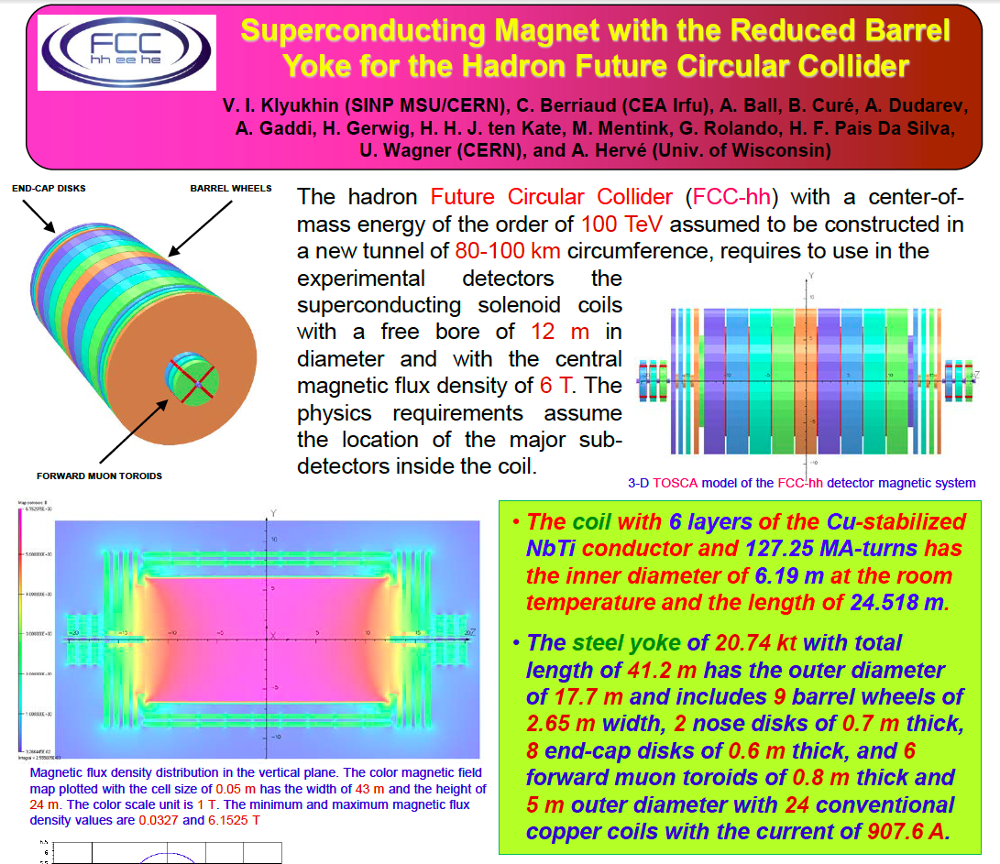 FCC
hh ee he
Superconducting Magnet with the Reduced Barrel
Yoke for the Hadron Future Circular Collider
V. I. Klyukhin (SINP MSU/CERN), C. Berriaud (CEA Irfu), A. Ball, B. Curé, A. Dudarev,
A. Gaddi, H. Gerwig, H. H. J. ten Kate, M. Mentink, G. Rolando, H. F. Pais Da Silva,
U. Wagner (CERN), and A. Hervé (Univ. of Wisconsin)
END-CAP DISKS
BARREL WHEELS
FORWARD MUON TOROIDS
The hadron Future Circular Collider (FCC-hh) with a center-of-
mass energy of the order of 100 TeV assumed to be constructed in
a new tunnel of 80-100 km circumference, requires to use in the
experimental detectors the
superconducting solenoid coils
with a free bore of 12 m in
diameter and with the central
magnetic flux density of 6 T. The
physics requirements assume
the location of the major sub-
detectors inside the coil.
Y
Z
3-D TOSCA model of the FCC-hh detector magnetic system
Map contours: B
Y
10
5
-20
-15
-10
-5
X
5
10
15
20Z
-5
-10
Magnetic flux density distribution in the vertical plane. The color magnetic field
map plotted with the cell size of 0.05 m has the width of 43 m and the height of
24 m. The color scale unit is 1 T. The minimum and maximum magnetic flux
density values are 0.0327 and 6.1525 T
• The coil with 6 layers of the Cu-stabilized
NbTi conductor and 127.25 MA-turns has
the inner diameter of 6.19 m at the room
temperature and the length of 24.518 m.
• The steel yoke of 20.74 kt with total
length of 41.2 m has the outer diameter
of 17.7 m and includes 9 barrel wheels of
2.65 m width, 2 nose disks of 0.7 m thick,
8 end-cap disks of 0.6 m thick, and 6
forward muon toroids of 0.8 m thick and
5 m outer diameter with 24 conventional
copper coils with the current of 907.6 A.
6.5
6
5.5